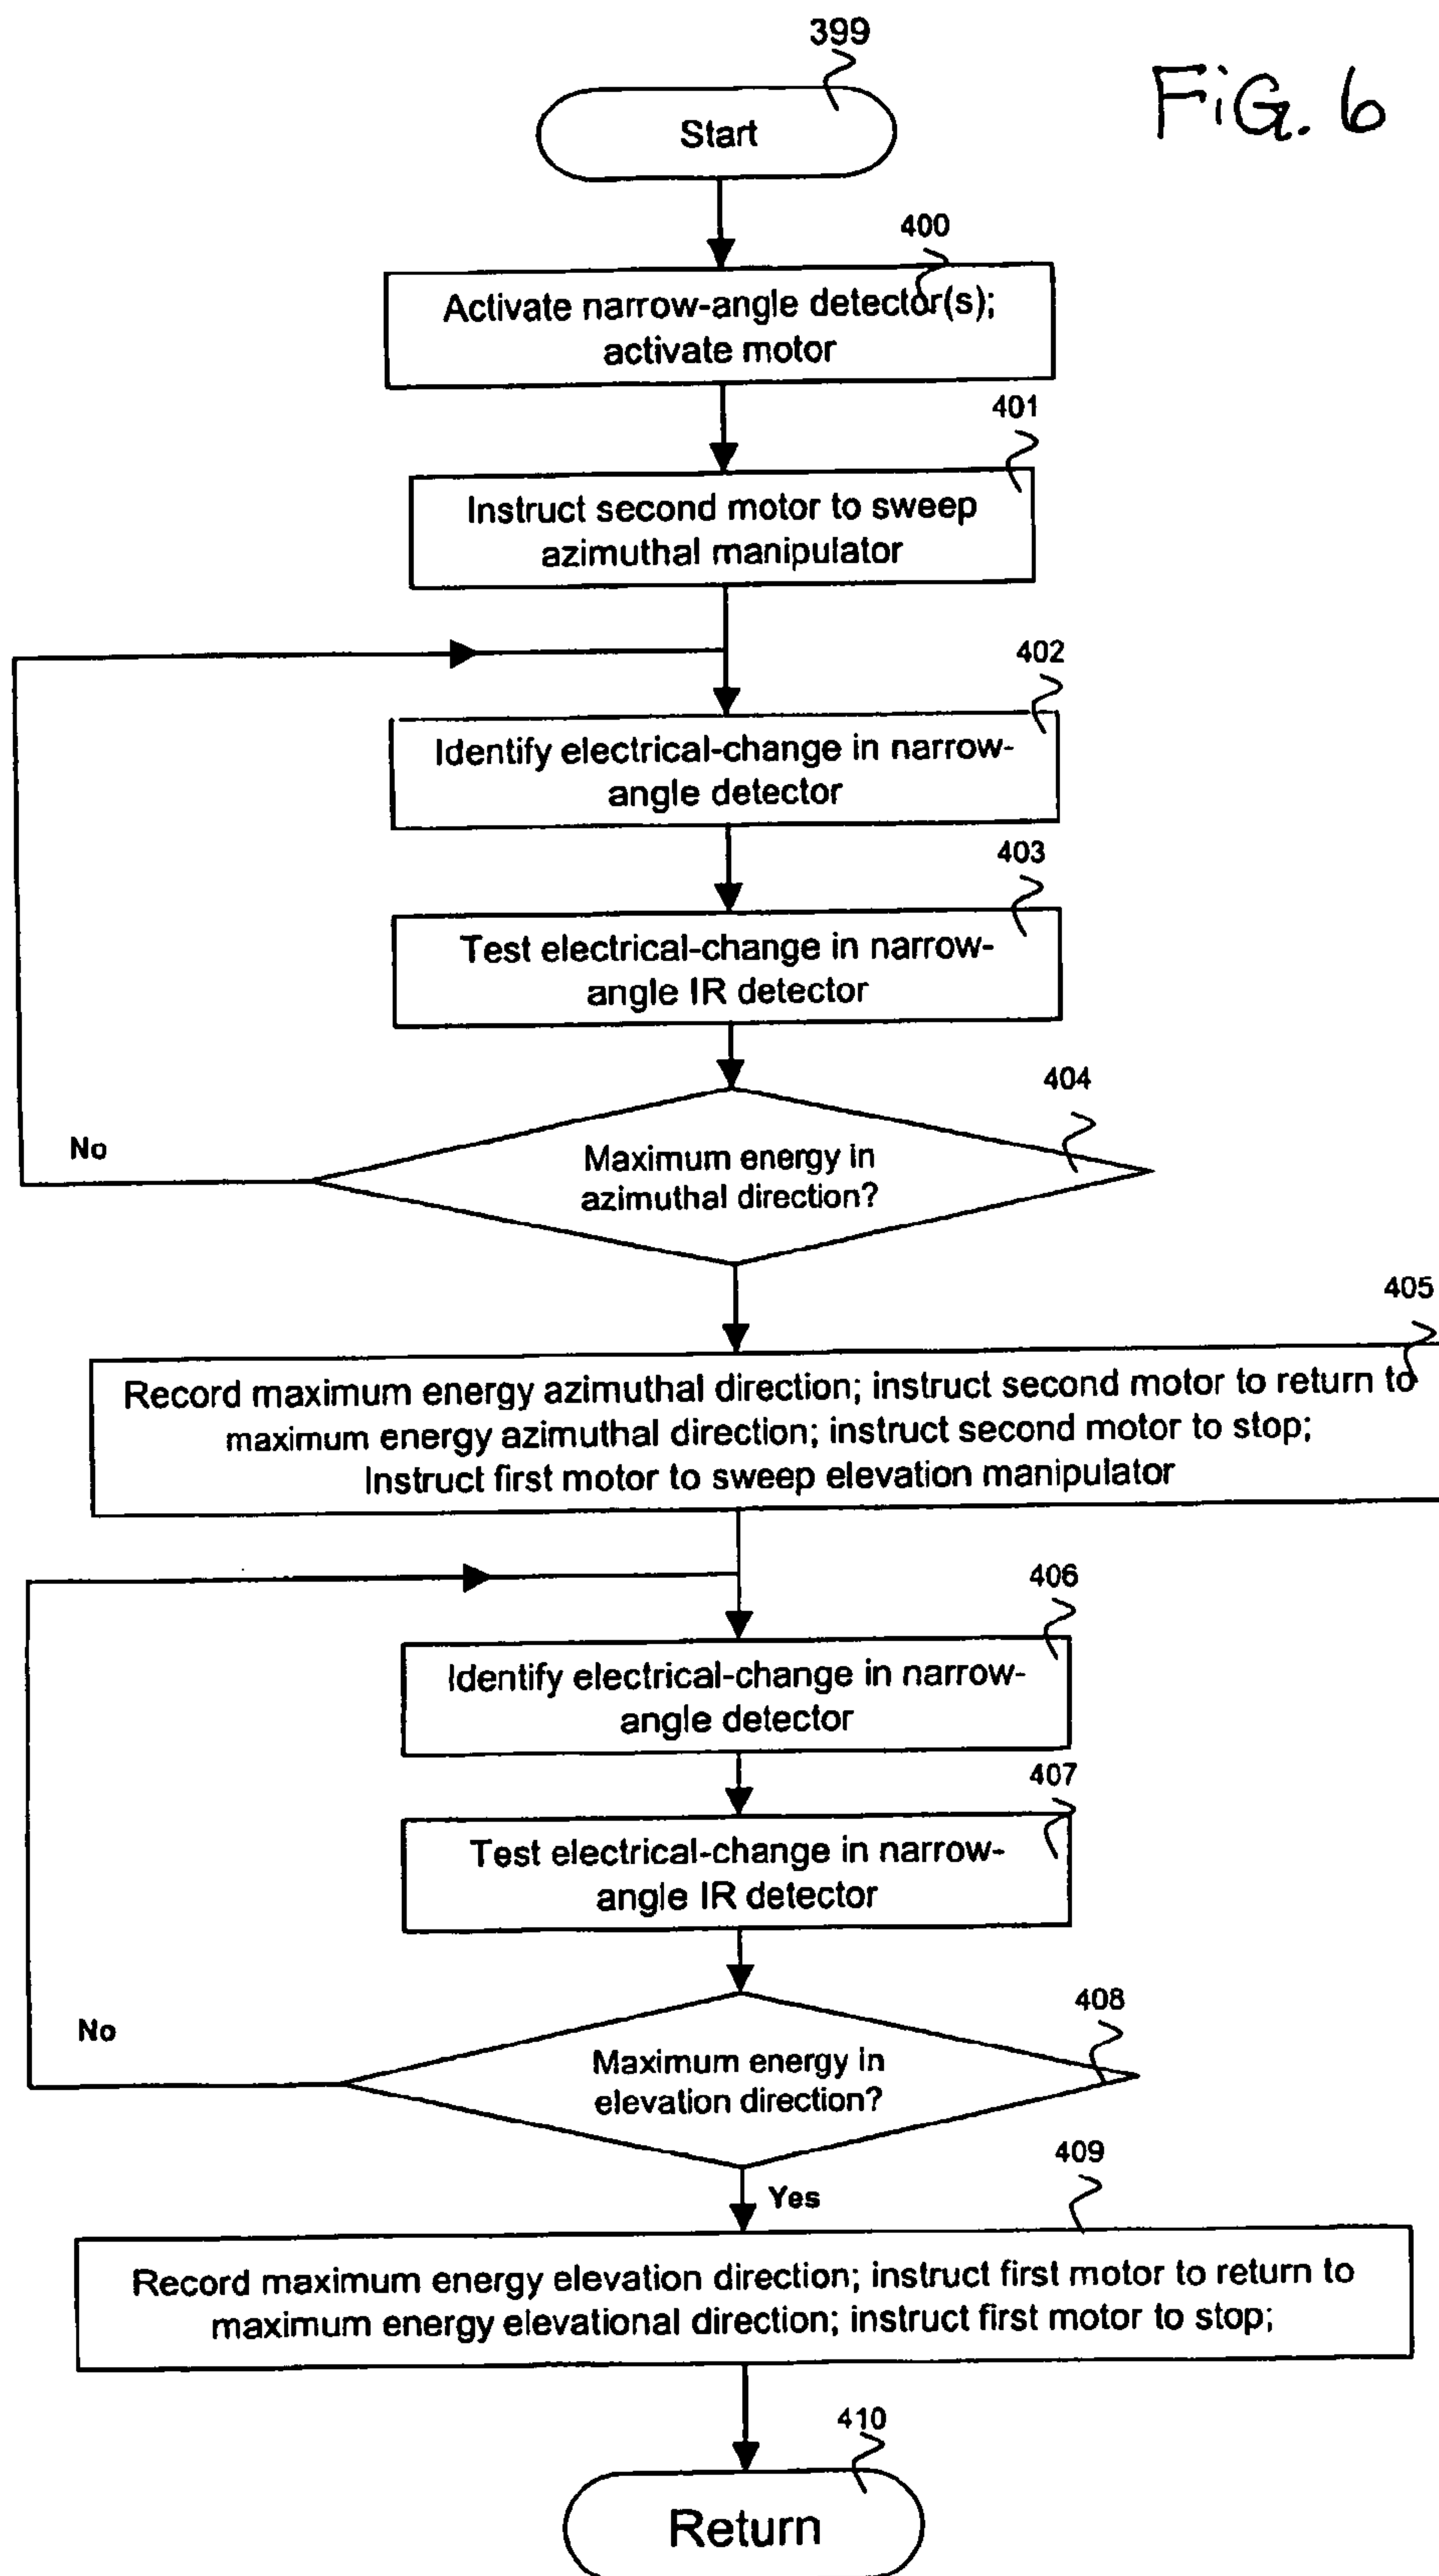 399
FiG. 6
Start
400
Activate narrow-angle detector(s);
activate motor
401
Instruct second motor to sweep
azimuthal manipulator
402
Identify electrical-change in narrow-
angle detector
403
Test electrical-change in narrow-
angle IR detector
404
No
Maximum energy in
azimuthal direction?
405
Record maximum energy azimuthal direction; instruct second motor to return to
maximum energy azimuthal direction; instruct second motor to stop;
Instruct first motor to sweep elevation manipulator
406
Identify electrical-change in narrow-
angle detector
407
Test electrical-change in narrow-
angle IR detector
408
No
Maximum energy in
elevation direction?
409
Yes
Record maximum energy elevation direction; instruct first motor to return to
maximum energy elevational direction; instruct first motor to stop;
410
Return